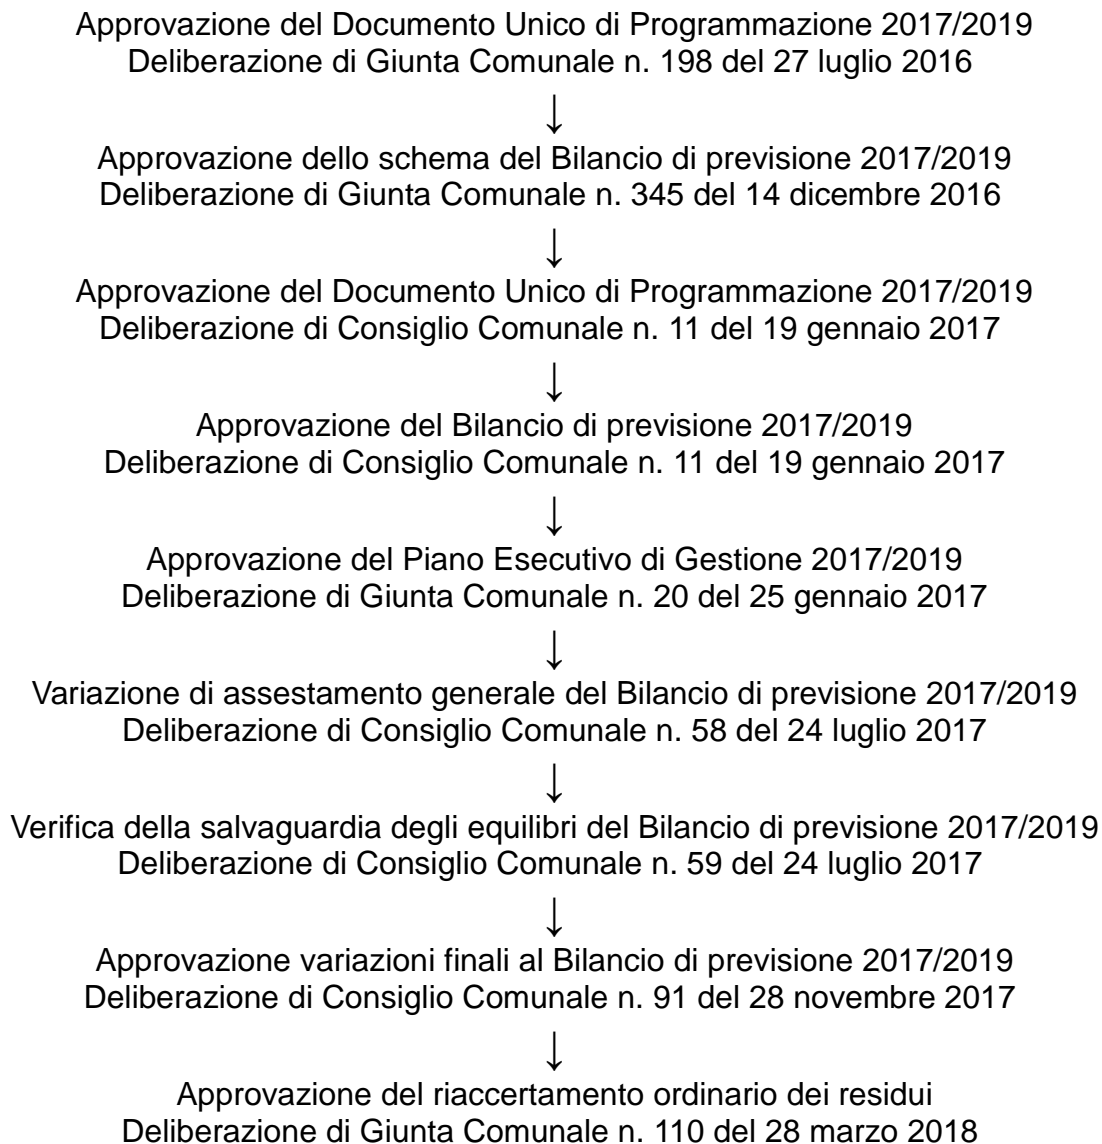 Approvazione del Documento Unico di Programmazione 2017/2019
Deliberazione di Giunta Comunale n. 198 del 27 luglio 2016
↓
Approvazione dello schema del Bilancio di previsione 2017/2019
Deliberazione di Giunta Comunale n. 345 del 14 dicembre 2016
↓
Approvazione del Documento Unico di Programmazione 2017/2019
Deliberazione di Consiglio Comunale n. 11 del 19 gennaio 2017
↓
Approvazione del Bilancio di previsione 2017/2019
Deliberazione di Consiglio Comunale n. 11 del 19 gennaio 2017
↓
Approvazione del Piano Esecutivo di Gestione 2017/2019
Deliberazione di Giunta Comunale n. 20 del 25 gennaio 2017
↓
Variazione di assestamento generale del Bilancio di previsione 2017/2019
Deliberazione di Consiglio Comunale n. 58 del 24 luglio 2017
↓
Verifica della salvaguardia degli equilibri del Bilancio di previsione 2017/2019
Deliberazione di Consiglio Comunale n. 59 del 24 luglio 2017
↓
Approvazione variazioni finali al Bilancio di previsione 2017/2019
Deliberazione di Consiglio Comunale n. 91 del 28 novembre 2017
↓
Approvazione del riaccertamento ordinario dei residui
Deliberazione di Giunta Comunale n. 110 del 28 marzo 2018